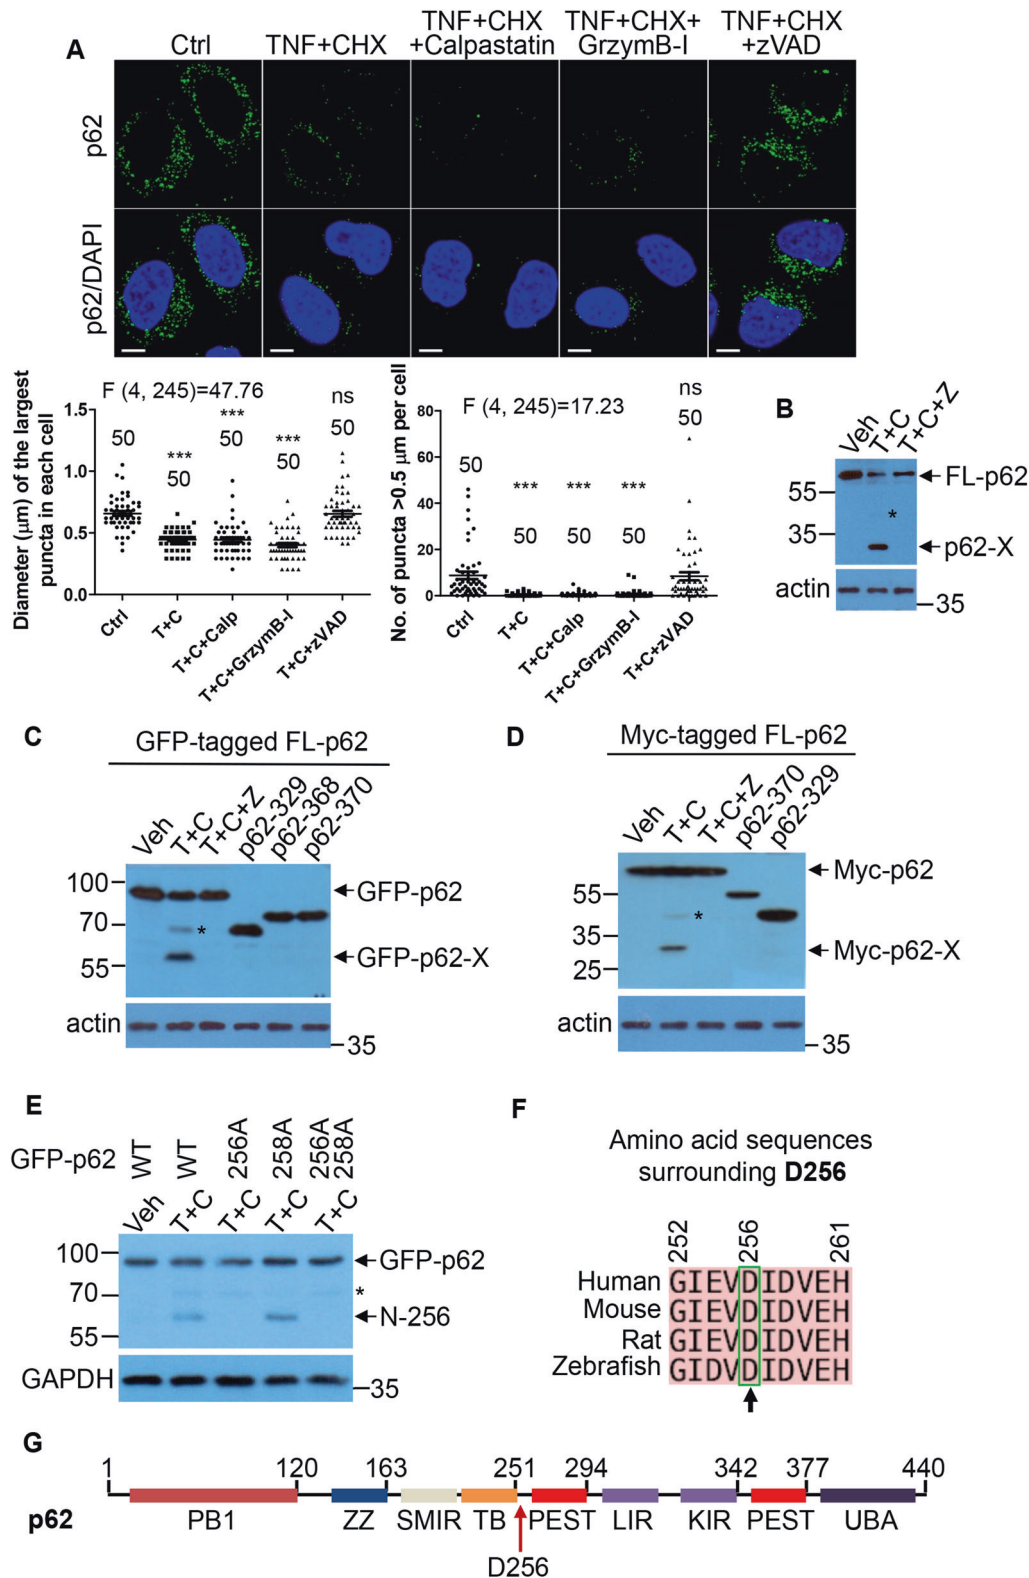 A
Ctrl
TNF+CHX
TNF+CHX
+Calpastatin
TNF+CHX+
GrzymB-I
TNF+CHX
+zVAD
p62
p62/DAPI
Diameter (μm) of the largest
puncta in each cell
F (4, 245)=47.76
1.5
1.0
0.5
0.0
50
***
50
***
50
***
50
ns
50
Ctrl
T+C
T+C+Calp
T+C+GrzymB-I
T+C+zVAD
No. of puncta >0.5 μm per cell
F (4, 245)=17.23
80
60
40
20
0
50
***
50
***
50
***
50
ns
50
Ctrl
T+C
T+C+Calp
T+C+GrzymB-I
T+C+zVAD
B
Veh
T+C
T+C+Z
55
35
FL-p62
*
p62-X
actin
35
C
GFP-tagged FL-p62
Veh
T+C
T+C+Z
p62-329
p62-368
p62-370
100
70
55
GFP-p62
*
GFP-p62-X
actin
35
D
Myc-tagged FL-p62
Veh
T+C
T+C+Z
p62-370
p62-329
55
35
25
Myc-p62
*
Myc-p62-X
actin
35
E
GFP-p62
WT
WT
256A
258A
256A
258A
Veh
T+C
T+C
T+C
T+C
100
70
55
GFP-p62
*
N-256
GAPDH
35
F
Amino acid sequences
surrounding D256
252
256
261
Human GIEVDIDVEH
Mouse GIEVDIDVEH
Rat GIEVDIDVEH
Zebrafish GIDVDIDVEH
G
1 120 163 251 294 342 377 440
p62
PB1 ZZ SMIR TB PEST LIR KIR PEST UBA
D256